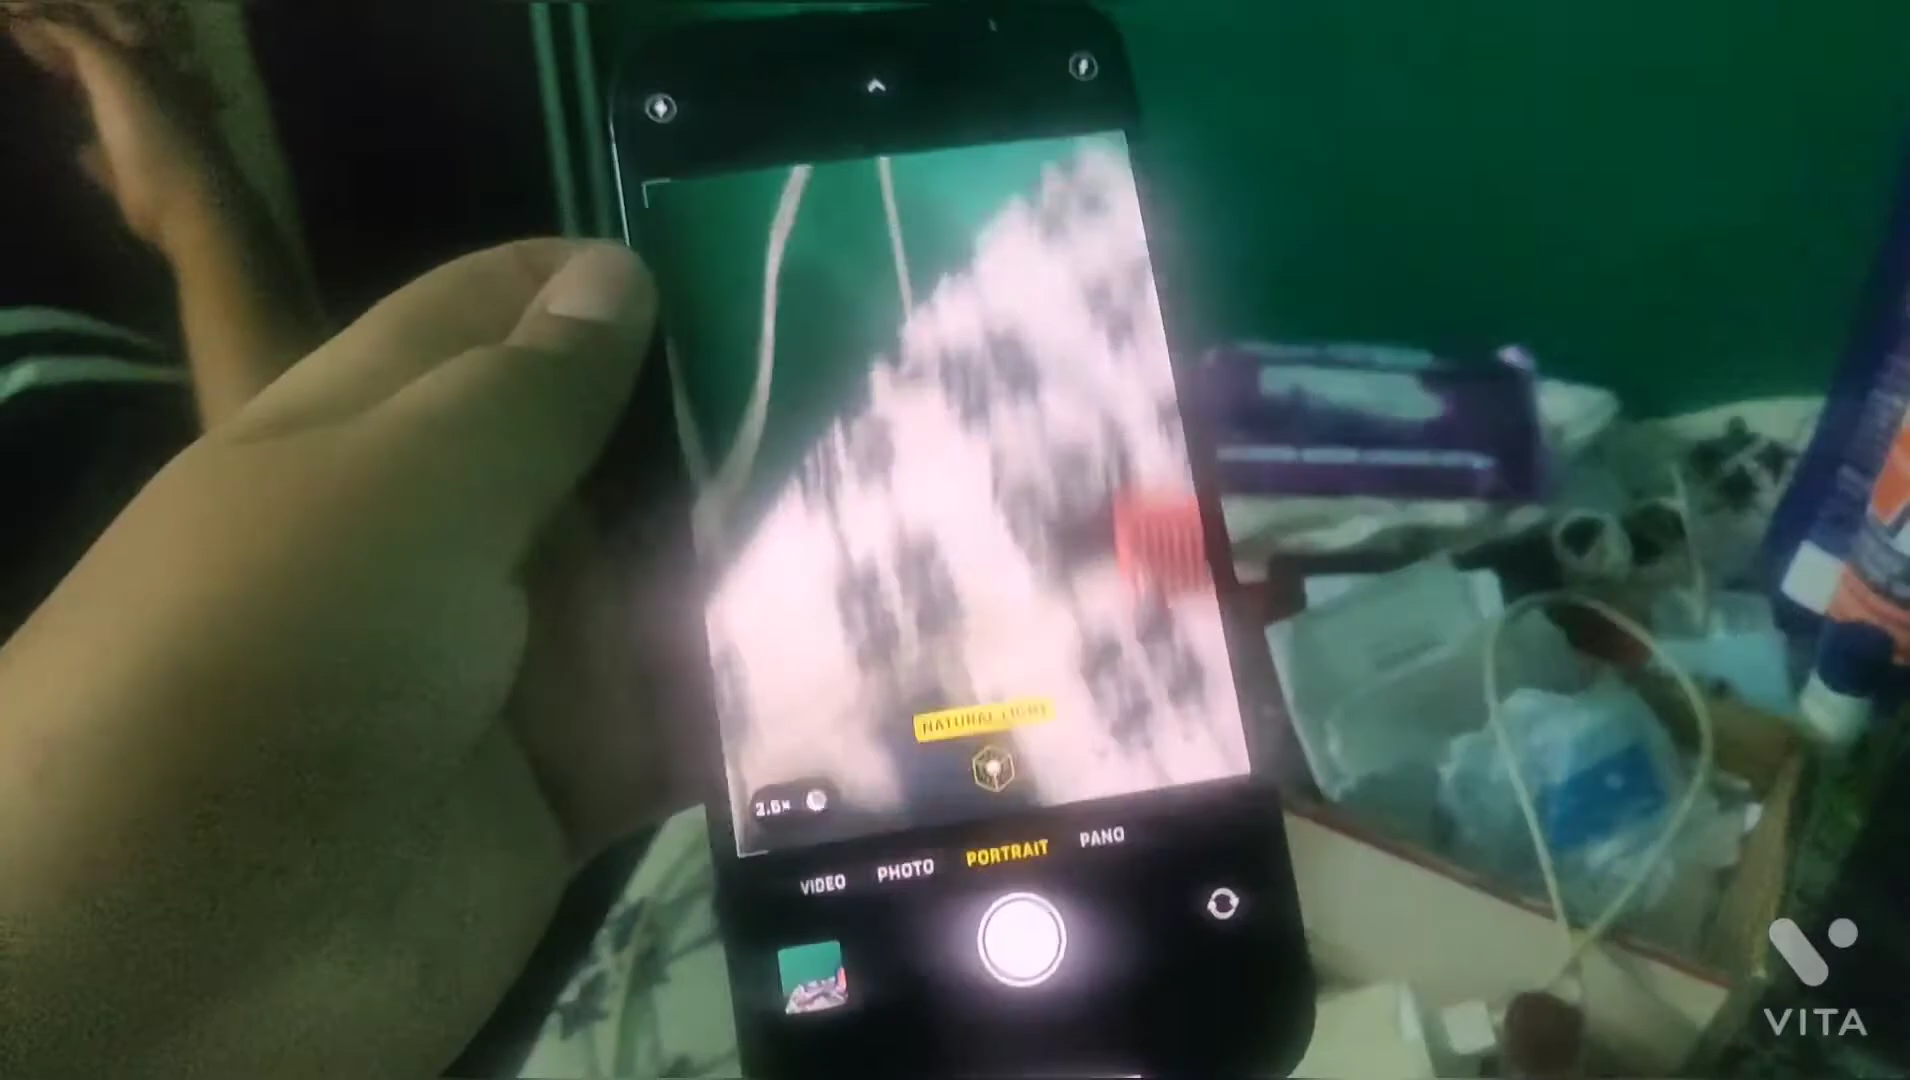 NATURAL LIGHT
2.5×
VIDEO PHOTO PORTRAIT PANO
VITA